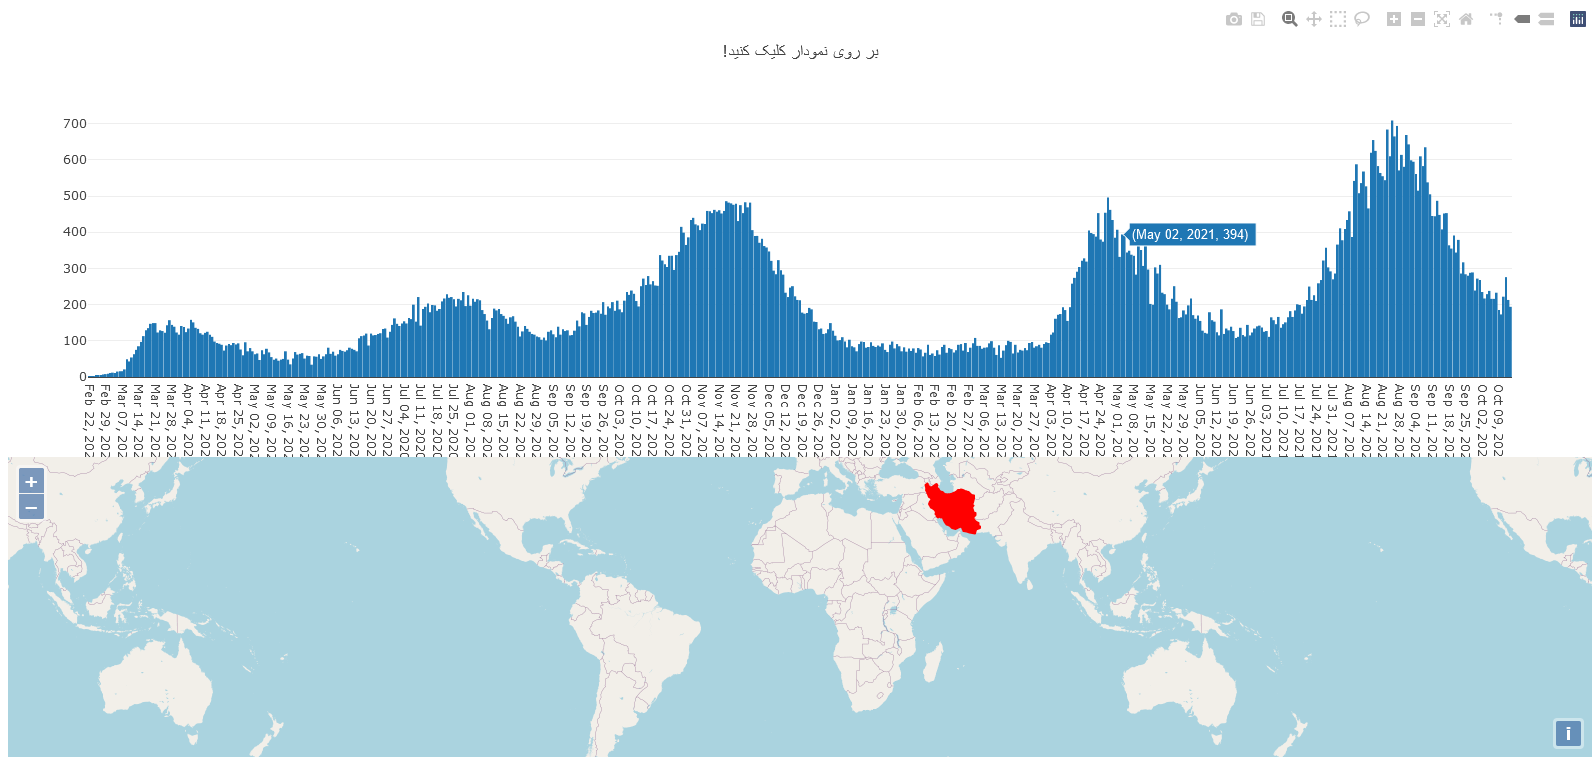 بر روی نمودار کلیک کنید!
700
600
500
400
300
200
100
0
(May 02, 2021, 394)
Feb 22, 202
Feb 29, 202
Mar 07, 202
Mar 14, 202
Mar 21, 202
Mar 28, 202
Apr 04, 202
Apr 11, 202
Apr 18, 202
Apr 25, 202
May 02, 202
May 09, 202
May 16, 202
May 23, 202
May 30, 202
Jun 06, 202
Jun 13, 202
Jun 20, 202
Jun 27, 202
Jul 04, 2020
Jul 11, 2020
Jul 18, 2020
Jul 25, 2020
Aug 01, 202
Aug 08, 202
Aug 15, 202
Aug 22, 202
Aug 29, 202
Sep 05, 202
Sep 12, 202
Sep 19, 202
Sep 26, 202
Oct 03, 202
Oct 10, 202
Oct 17, 202
Oct 24, 202
Oct 31, 202
Nov 07, 202
Nov 14, 202
Nov 21, 202
Nov 28, 202
Dec 05, 202
Dec 12, 202
Dec 19, 202
Dec 26, 202
Jan 02, 202
Jan 09, 202
Jan 16, 202
Jan 23, 202
Jan 30, 202
Feb 06, 202
Feb 13, 202
Feb 20, 202
Feb 27, 202
Mar 06, 202
Mar 13, 202
Mar 20, 202
Mar 27, 202
Apr 03, 202
Apr 10, 202
Apr 17, 202
Apr 24, 202
May 01, 202
May 08, 202
May 15, 202
May 22, 202
May 29, 202
Jun 05, 202
Jun 12, 202
Jun 19, 202
Jun 26, 202
Jul 03, 2021
Jul 10, 2021
Jul 17, 2021
Jul 24, 2021
Jul 31, 2021
Aug 07, 202
Aug 14, 202
Aug 21, 202
Aug 28, 202
Sep 04, 202
Sep 11, 202
Sep 18, 202
Sep 25, 202
Oct 02, 202
Oct 09, 202
+
−
i